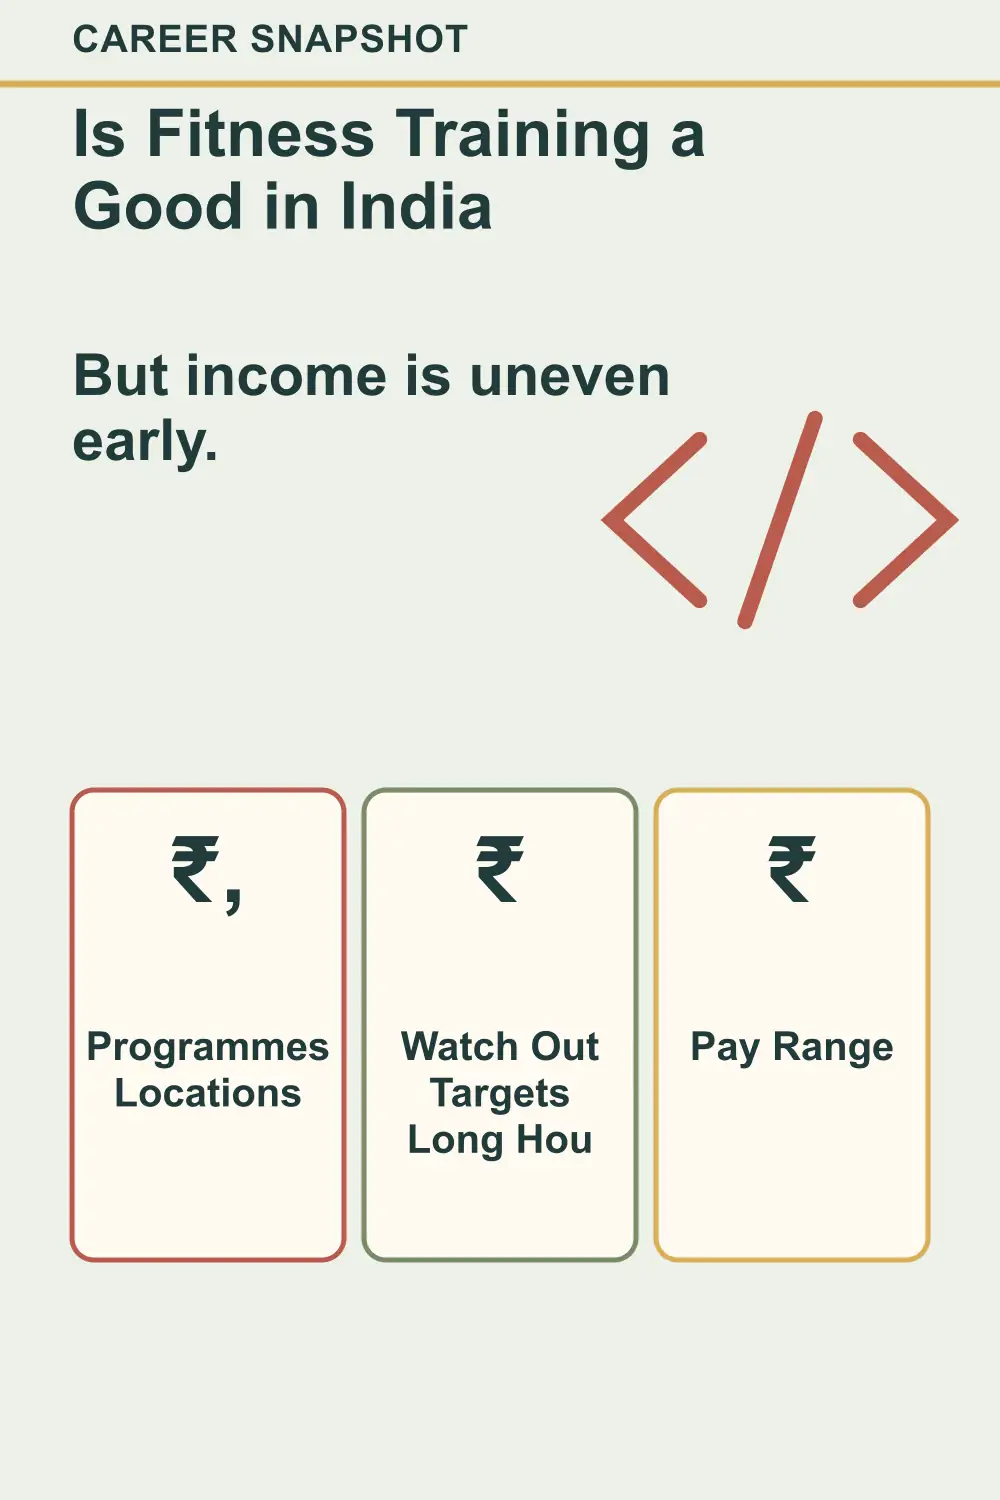 CAREER SNAPSHOT
Is Fitness Training a
Good in India
But income is uneven
early.
₹,
Programmes
Locations
₹
Watch Out
Targets
Long Hou
₹
Pay Range